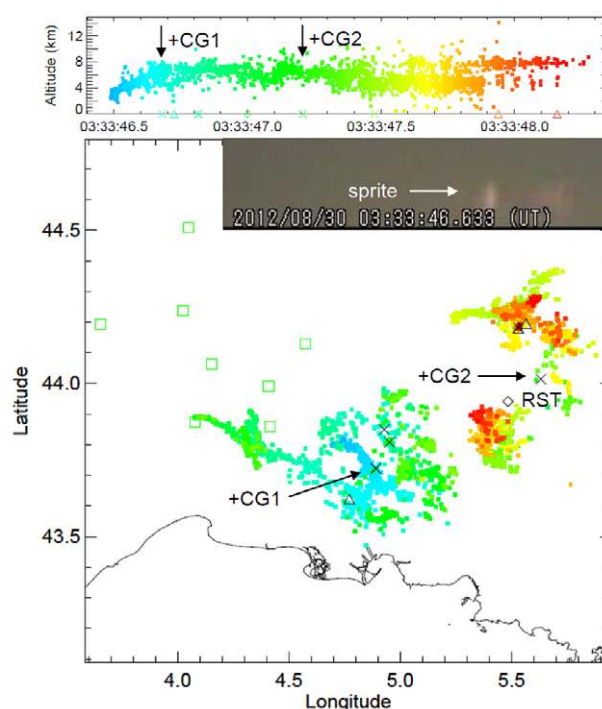 12
8
4
0
Altitude (km)
+CG1
+CG2
03:33:46.5
03:33:47
03:33:47.5
03:33:48
sprite
2012/08/30 03:33:46.633 (UT)
44.5
44.0
43.5
Latitude
+CG2
RST
+CG1
4.0
4.5
5.0
5.5
Longitude